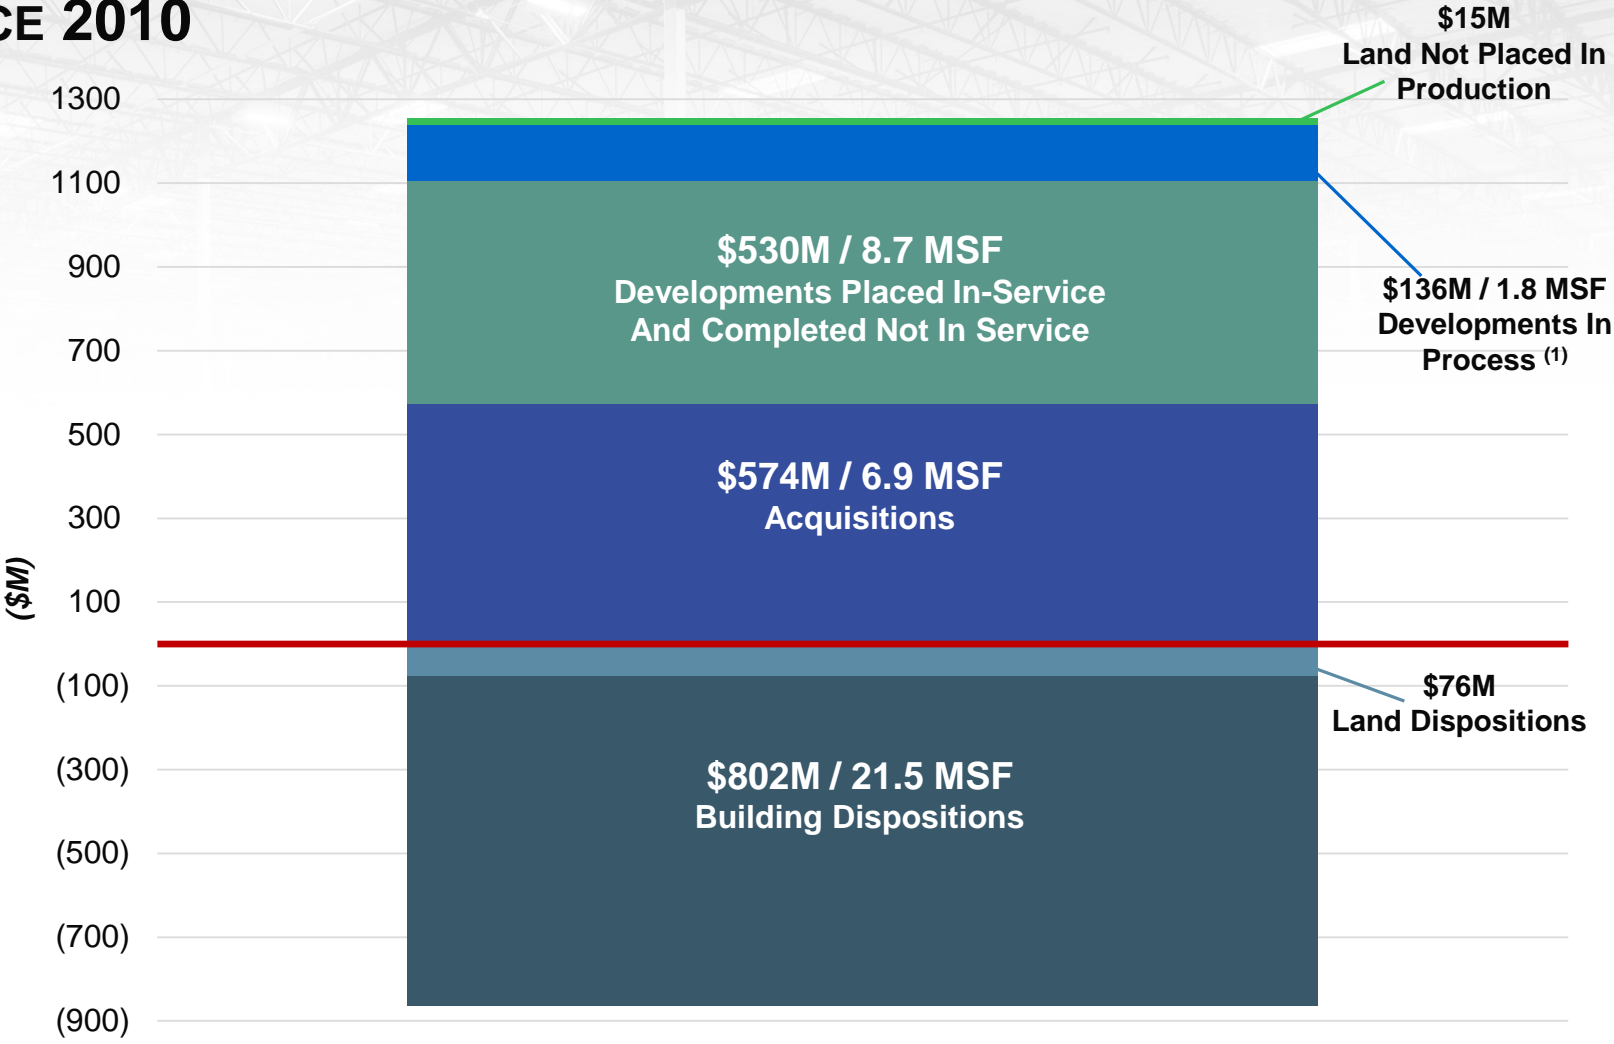 CE 2010
$15M
Land Not Placed In
Production
1300
1100
900
700
500
300
100
(100)
(300)
(500)
(700)
(900)
($M)
$530M / 8.7 MSF
Developments Placed In-Service
And Completed Not In Service
$136M / 1.8 MSF
Developments In
Process (1)
$574M / 6.9 MSF
Acquisitions
$76M
Land Dispositions
$802M / 21.5 MSF
Building Dispositions